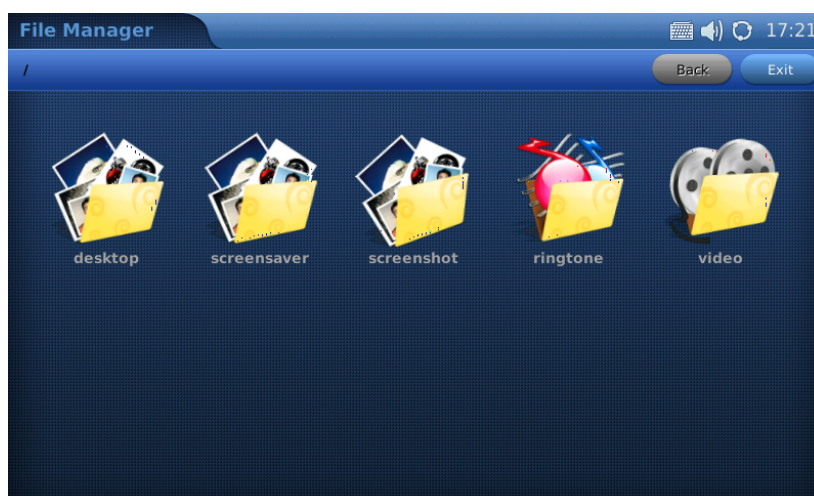 File Manager 17:21
/ Back Exit
desktop screensaver screenshot ringtone video